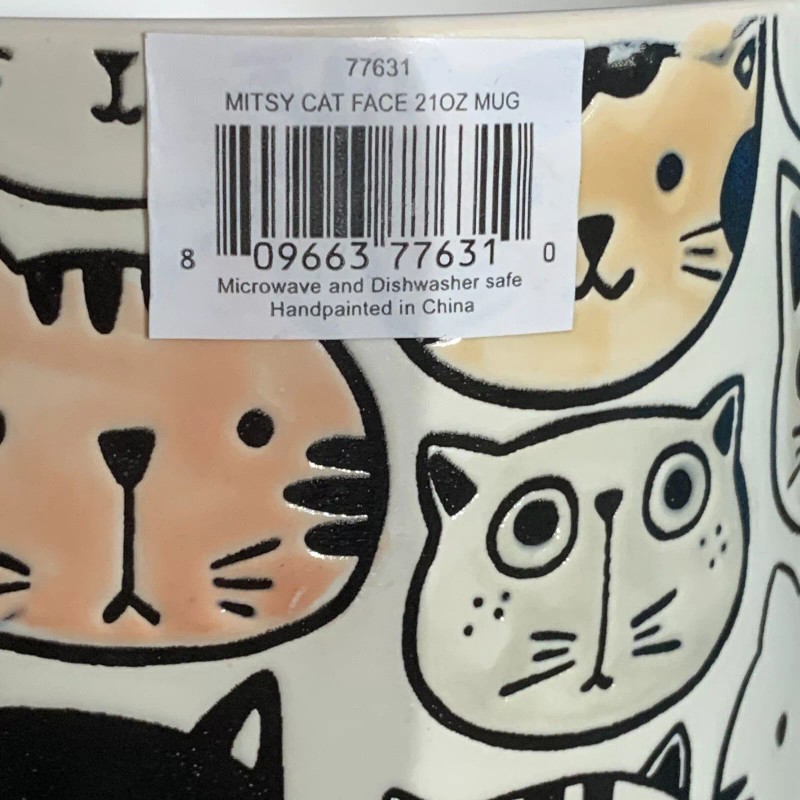 77631
MITSY CAT FACE 21OZ MUG
8 09663 77631 0
Microwave and Dishwasher safe
Handpainted in China